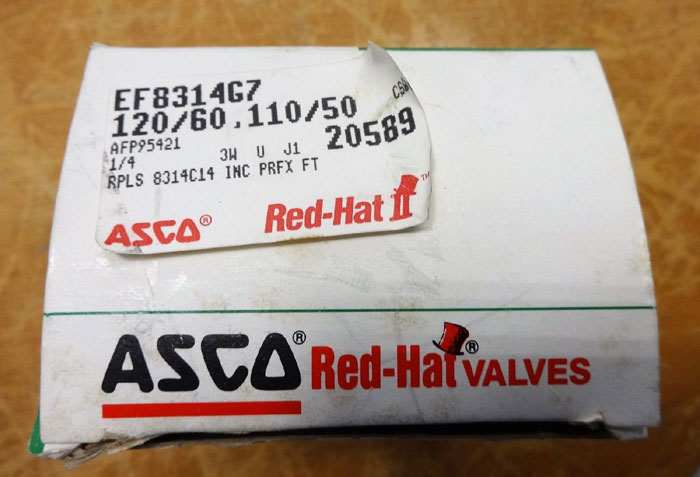 EF8314G7
120/60,110/50
20589
AFP95421
1/4 3W U J1
RPLS 8314C14 INC PRFX FT
ASCO® Red-Hat II™
ASCO® Red-Hat® VALVES